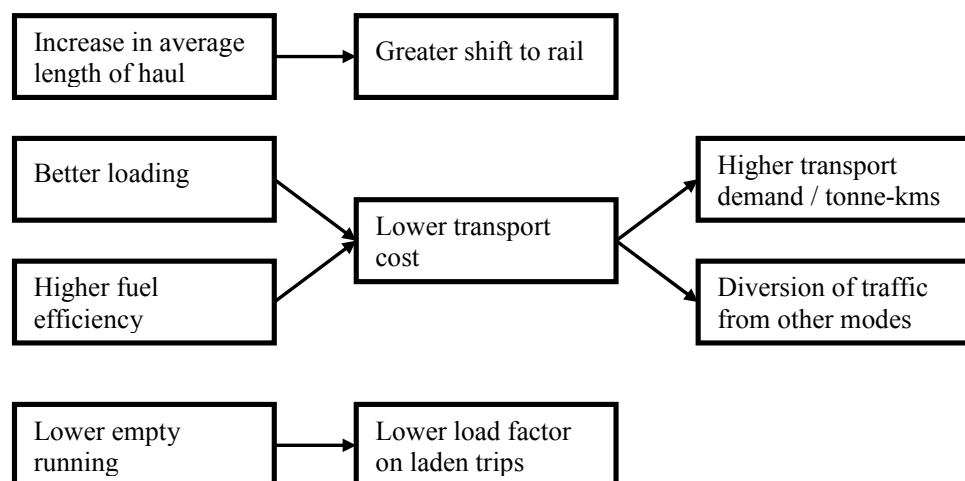 Increase in average
length of haul
Greater shift to rail
Better loading
Higher fuel
efficiency
Lower transport
cost
Higher transport
demand / tonne-kms
Diversion of traffic
from other modes
Lower empty
running
Lower load factor
on laden trips